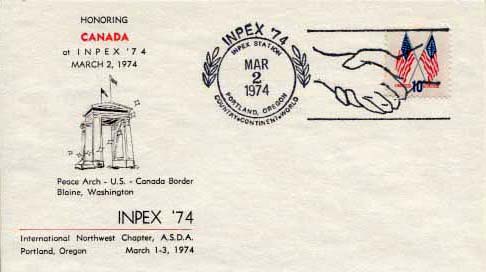 HONORING
CANADA
at INPEX '74
MARCH 2, 1974
Peace Arch - U.S. - Canada Border
Blaine, Washington
INPEX '74
International Northwest Chapter, A.S.D.A.
Portland, Oregon March 1-3, 1974
INPEX '74
INPEX STATION
MAR
2
1974
PORTLAND, OREGON
COUNTRY•CONTINENT•WORLD
10c